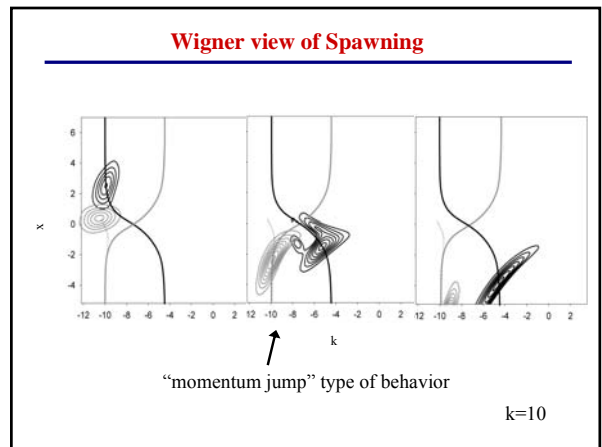 Wigner view of Spawning
6
4
2
0
-2
-4
x
-12 -10 -8 -6 -4 -2 0 2 -12 -10 -8 -6 -4 -2 0 2 -12 -10 -8 -6 -4 -2 0 2
k
“momentum jump” type of behavior
k=10